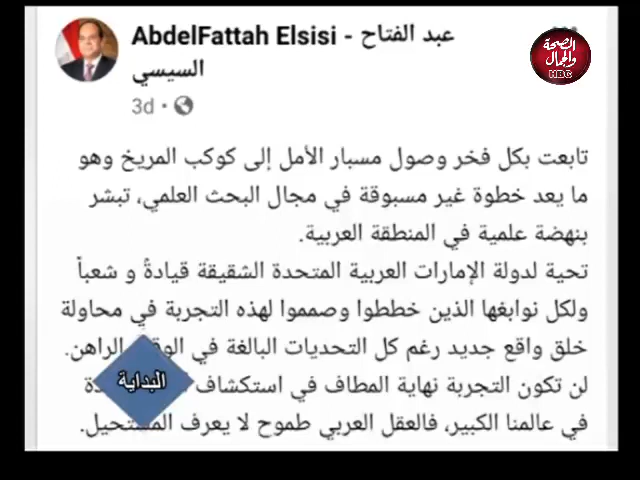 AbdelFattah Elsisi - عبد الفتاح
السيسي
3d
الصحة
والجمال
HBC
تابعت بكل فخر وصول مسبار الأمل إلى كوكب المريخ وهو
ما يعد خطوة غير مسبوقة في مجال البحث العلمي، تبشر
بنهضة علمية في المنطقة العربية.
تحية لدولة الإمارات العربية المتحدة الشقيقة قيادةً و شعباً
ولكل نوابغها الذين خططوا وصمموا لهذه التجربة في محاولة
خلق واقع جديد رغم كل التحديات البالغة في الراهن.
لن تكون التجربة نهاية المطاف في استكشاف
البداية
في عالمنا الكبير، فالعقل العربي طموح لا يعرف المستحيل.